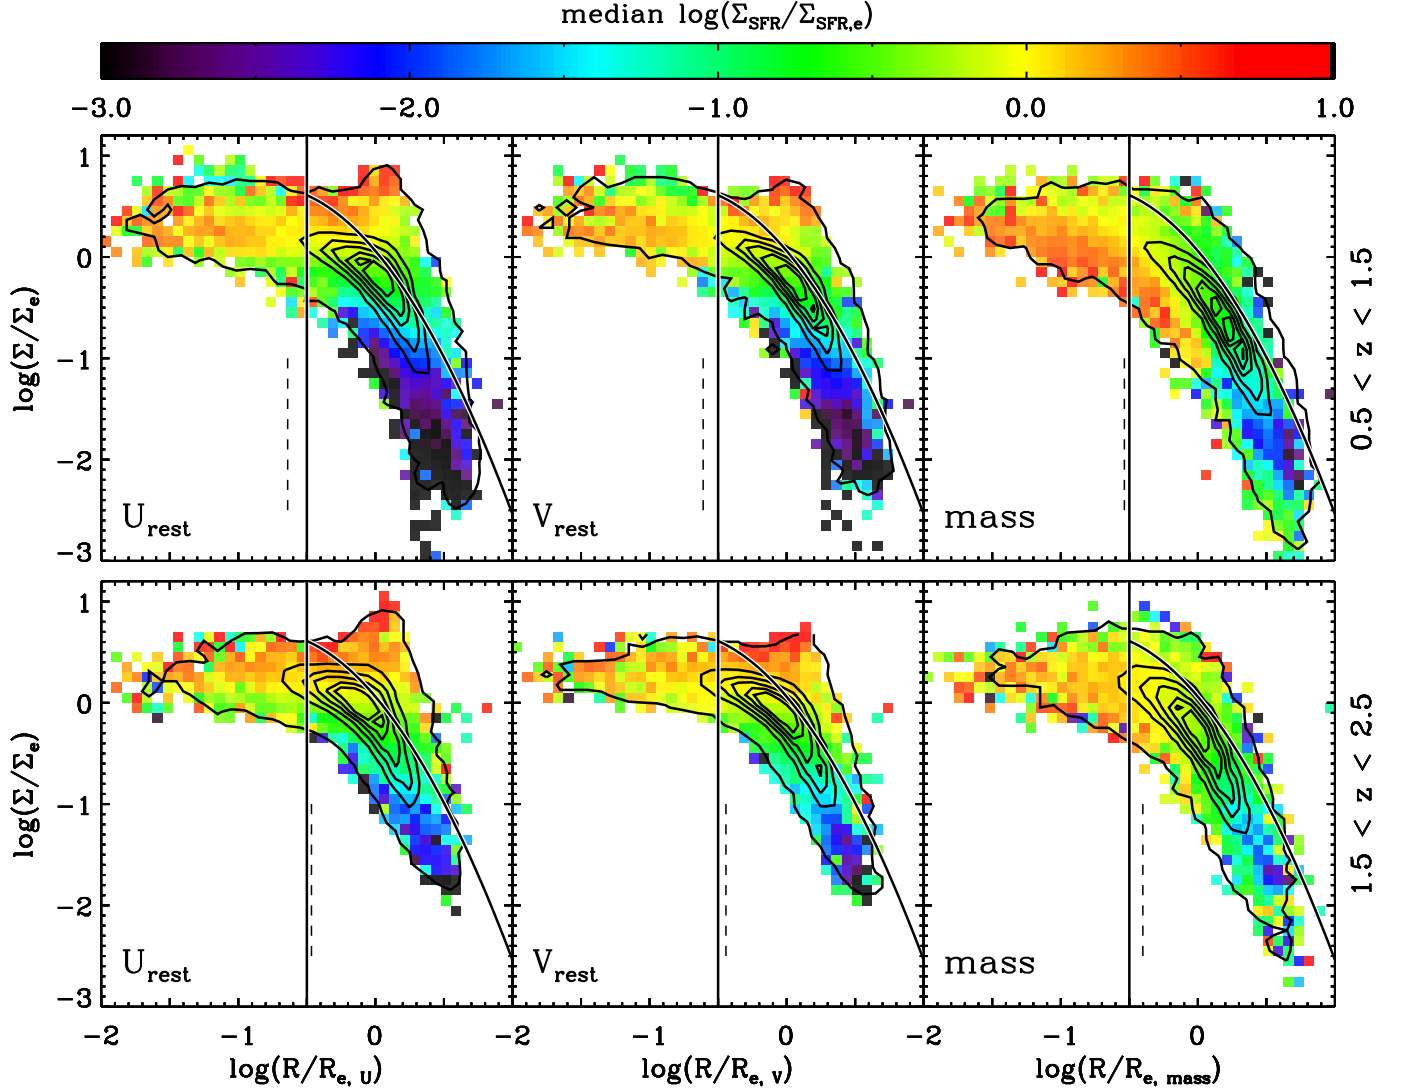 median log(Σ_SFR/Σ_SFR,e)
-3.0 -2.0 -1.0 0.0 1.0
1
0
-1
-2
-3
log(Σ/Σ_e)
U_rest
V_rest
mass
0.5 < z < 1.5
1
0
-1
-2
-3
log(Σ/Σ_e)
U_rest
V_rest
mass
1.5 < z < 2.5
-2 -1 0 -2 -1 0 -1 0
log(R/R_e, U) log(R/R_e, V) log(R/R_e, mass)